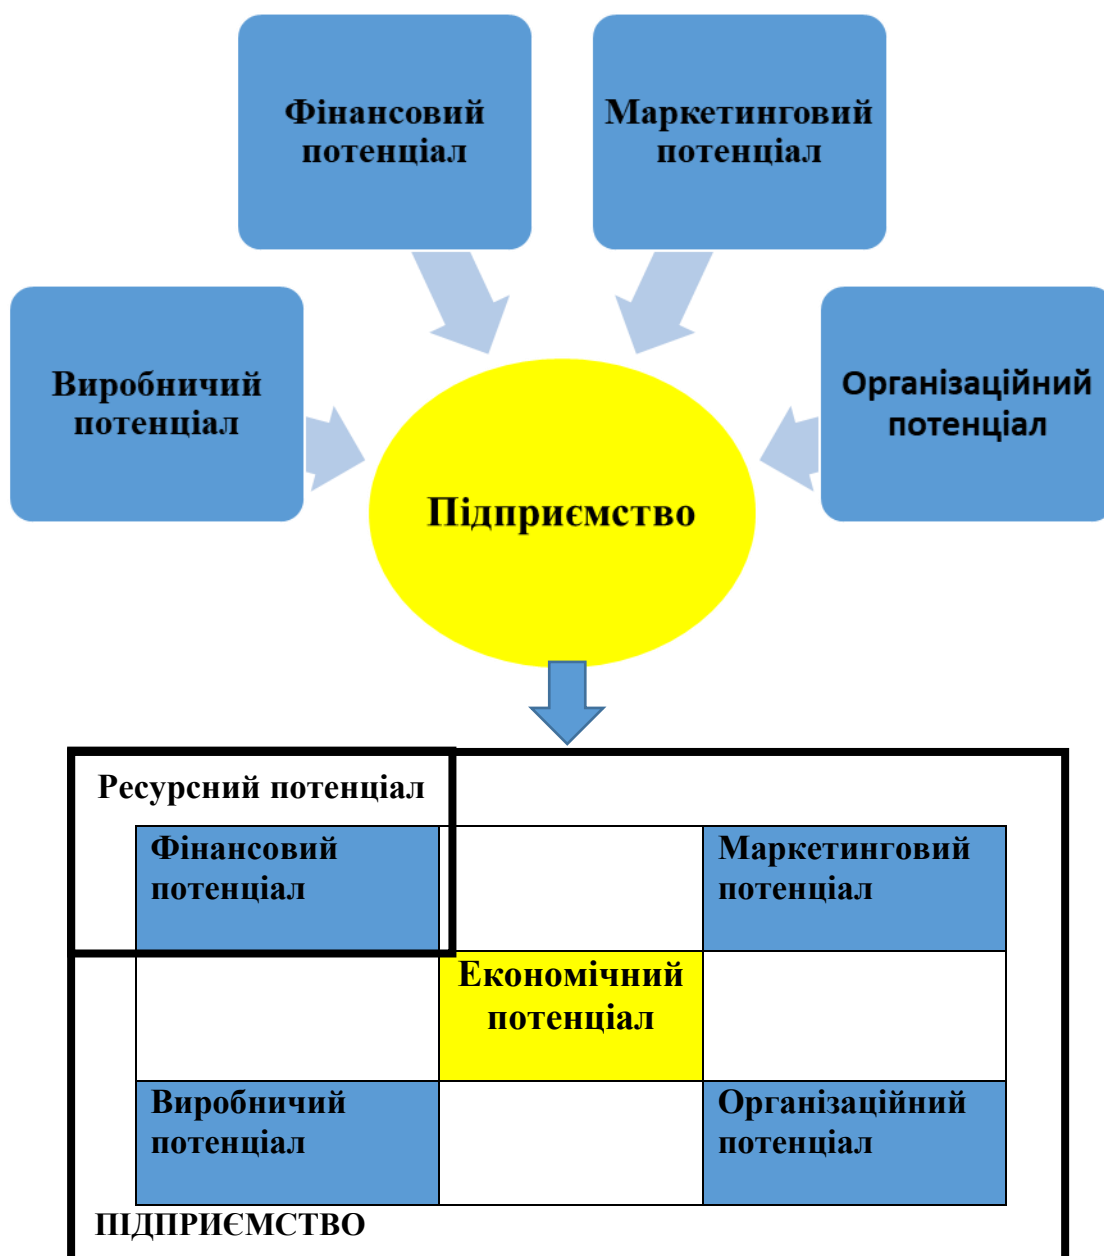 Фінансовий
потенціал
Маркетинговий
потенціал
Виробничий
потенціал
Організаційний
потенціал
Підприємство
Ресурсний потенціал
Фінансовий
потенціал
Маркетинговий
потенціал
Економічний
потенціал
Виробничий
потенціал
Організаційний
потенціал
ПІДПРИЄМСТВО